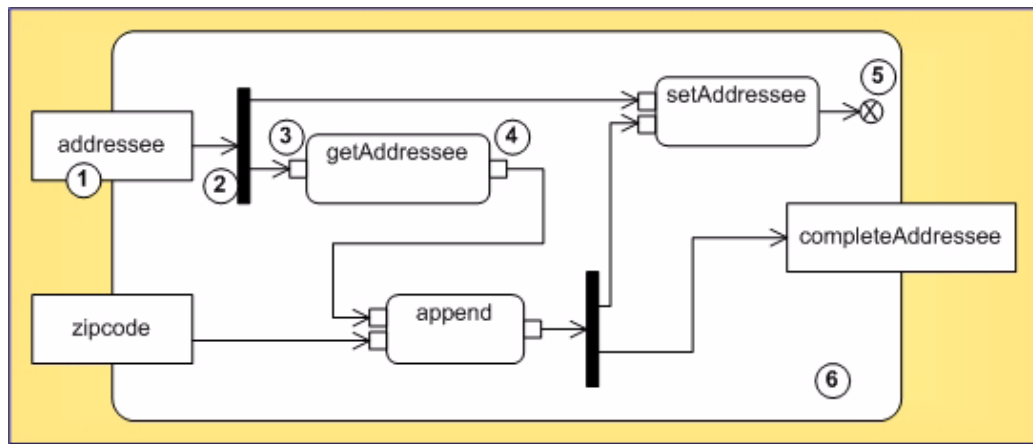 5
setAddressee
addressee
3
getAddressee
4
1
2
completeAddressee
append
zipcode
6